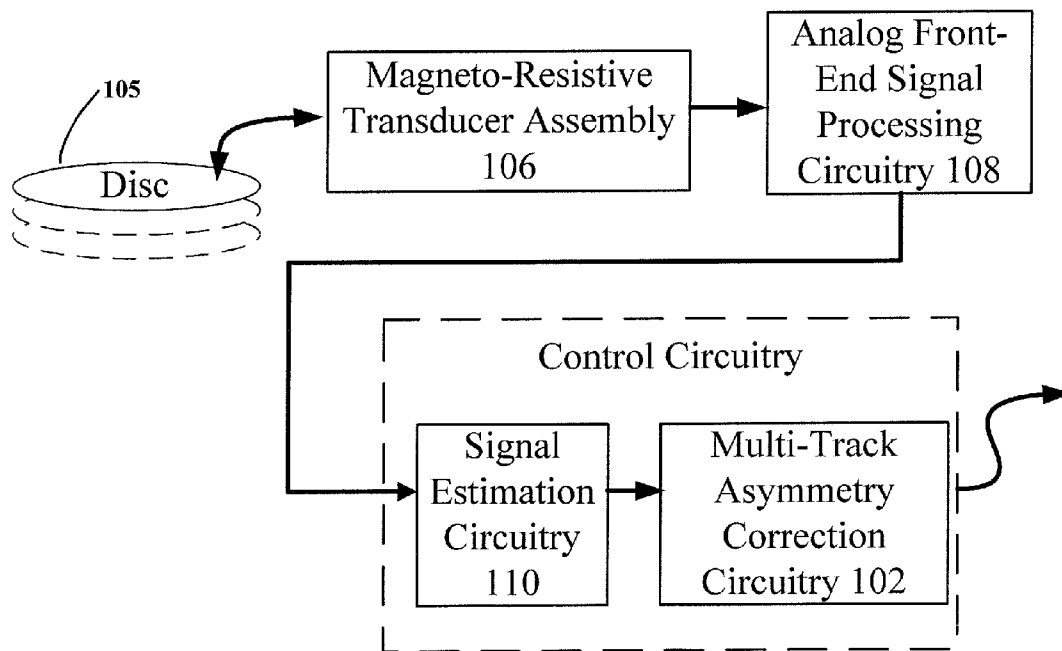 105
Disc
Magneto-Resistive
Transducer Assembly
106
Analog Front-
End Signal
Processing
Circuitry 108
Control Circuitry
Signal
Estimation
Circuitry
110
Multi-Track
Asymmetry
Correction
Circuitry 102